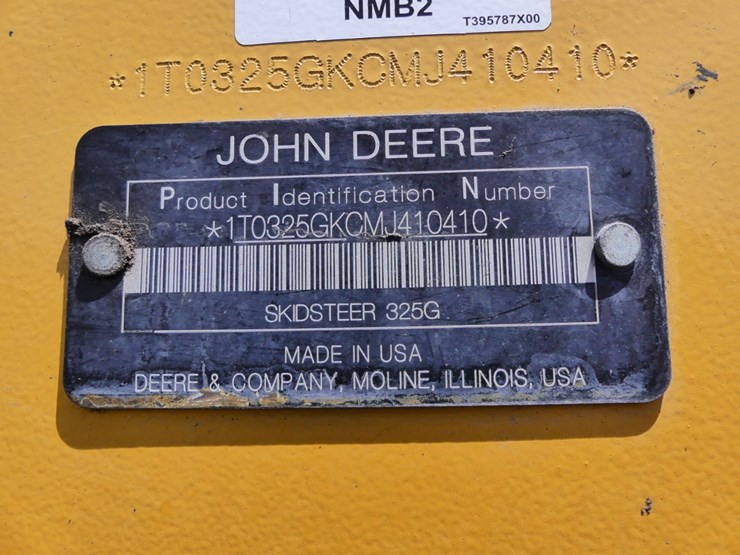 NMB2
T395787X00
*1T0325GKCMJ410410*
JOHN DEERE
Product Identification Number
*1T0325GKCMJ410410*
SKIDSTEER 325G
MADE IN USA
DEERE & COMPANY, MOLINE, ILLINOIS, USA